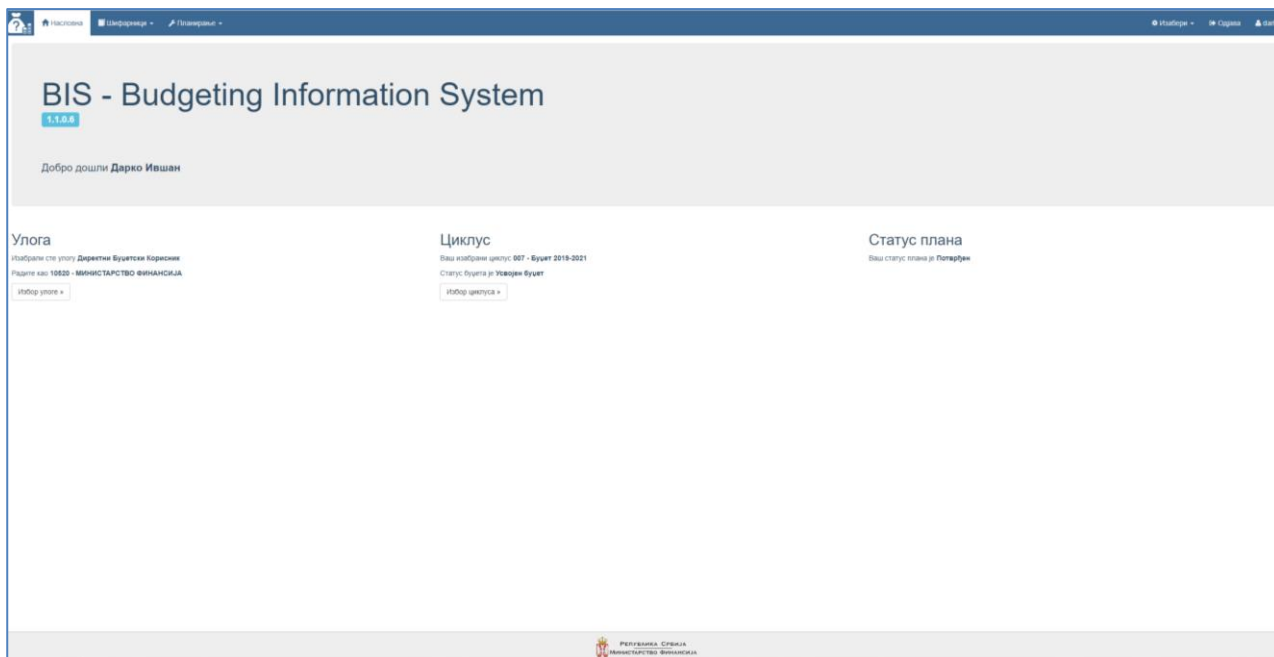 Насловна Шифарници Планирање Изабери Одјава
BIS - Budgeting Information System
1.1.0.6
Добро дошли Дарко Ившан
Улога
Изабрали сте улогу Директни Буџетски Корисник
Радите као 10520 - МИНИСТАРСТВО ФИНАНСИЈА
Избор улоге »
Циклус
Ваш изабрани циклус 007 - Буџет 2019-2021
Статус буџета је Усвојен буџет
Избор циклуса »
Статус плана
Ваш статус плана је Потврђен
РЕПУБЛИКА СРБИЈА
МИНИСТАРСТВО ФИНАНСИЈА